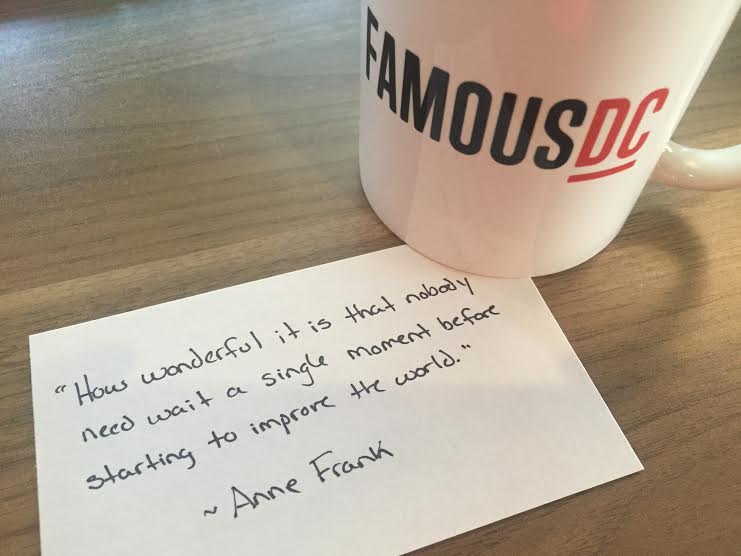 FAMOUSDC
"How wonderful it is that nobody
need wait a single moment before
starting to improve the world."
~ Anne Frank